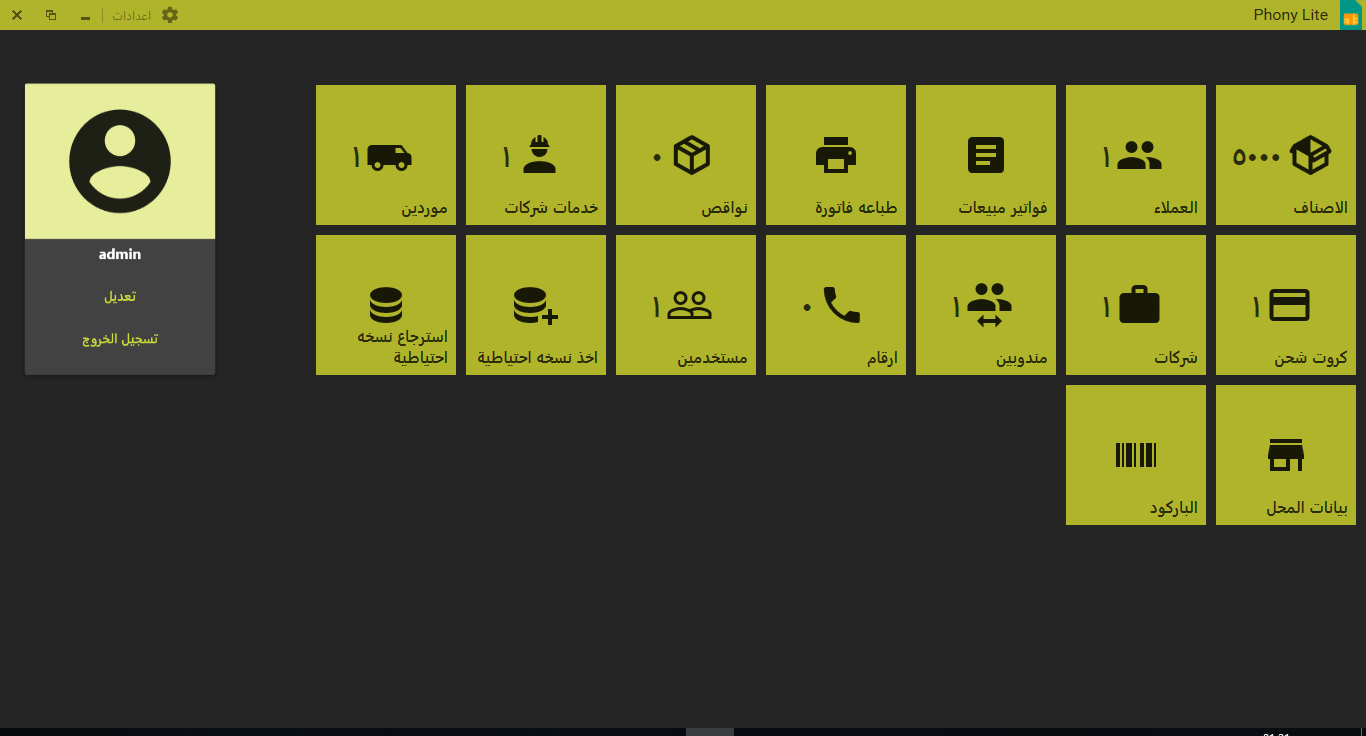 Phony Lite
اعدادات
٥٠٠٠
الاصناف
١
العملاء
فواتير مبيعات
طباعه فاتورة
٠
نواقص
١
خدمات شركات
١
موردين
١
كروت شحن
١
شركات
١
مندوبين
٠
ارقام
١
مستخدمين
اخذ نسخه احتياطية
استرجاع نسخه
احتياطية
بيانات المحل
الباركود
admin
تعديل
تسجيل الخروج